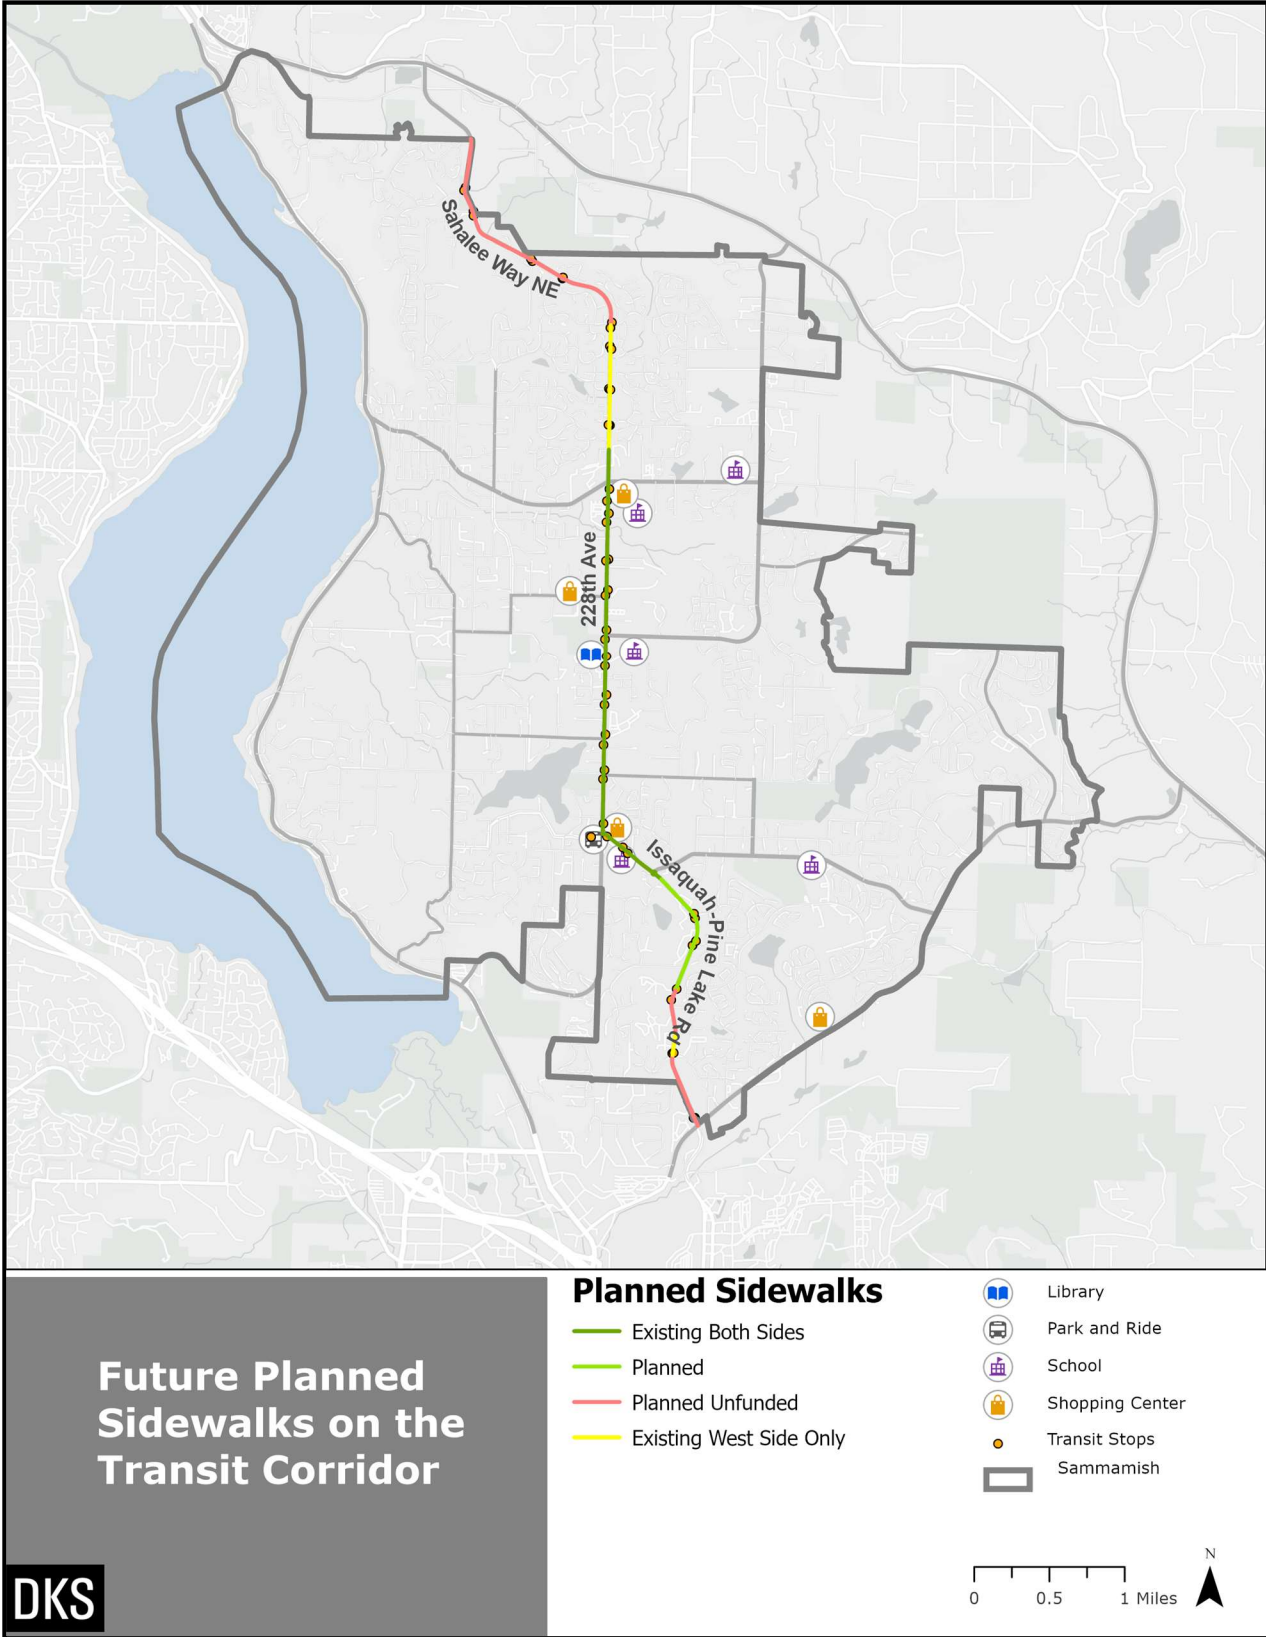 Sahalee Way NE
228th Ave
Issaquah-Pine Lake Rd
Future Planned
Sidewalks on the
Transit Corridor
DKS
Planned Sidewalks
Existing Both Sides
Planned
Planned Unfunded
Existing West Side Only
Library
Park and Ride
School
Shopping Center
Transit Stops
Sammamish
0 0.5 1 Miles
N